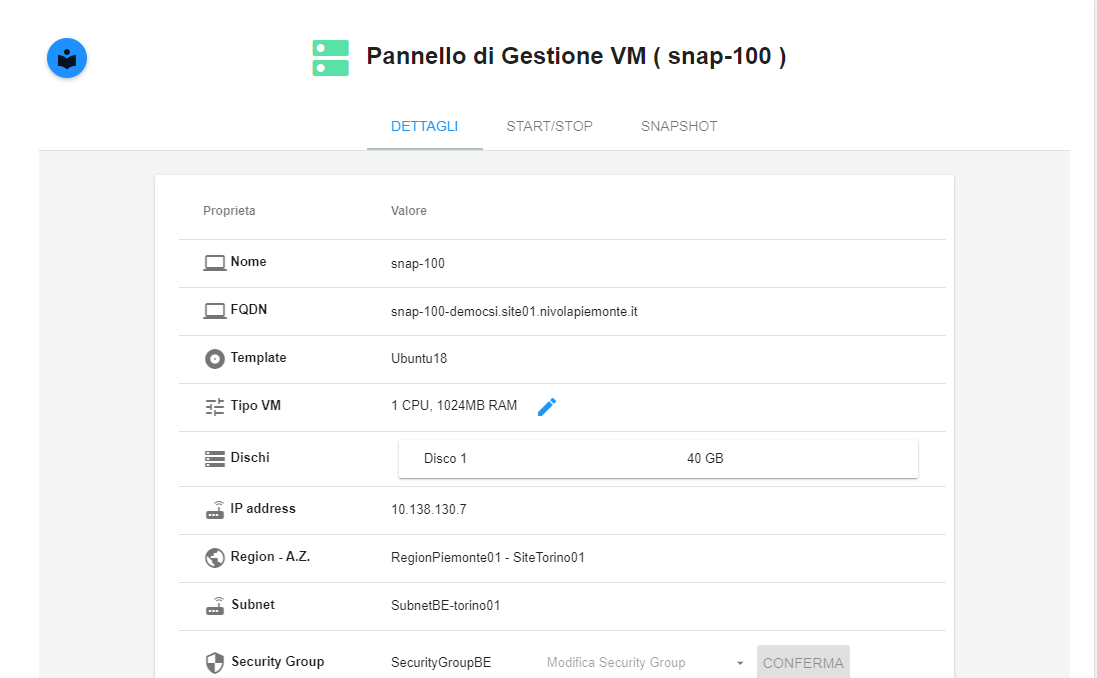 Pannello di Gestione VM ( snap-100 )
DETTAGLI START/STOP SNAPSHOT
Proprieta Valore
Nome snap-100
FQDN snap-100-democsi.site01.nivolapiemonte.it
Template Ubuntu18
Tipo VM 1 CPU, 1024MB RAM
Dischi Disco 1 40 GB
IP address 10.138.130.7
Region - A.Z. RegionPiemonte01 - SiteTorino01
Subnet SubnetBE-torino01
Security Group SecurityGroupBE Modifica Security Group CONFERMA